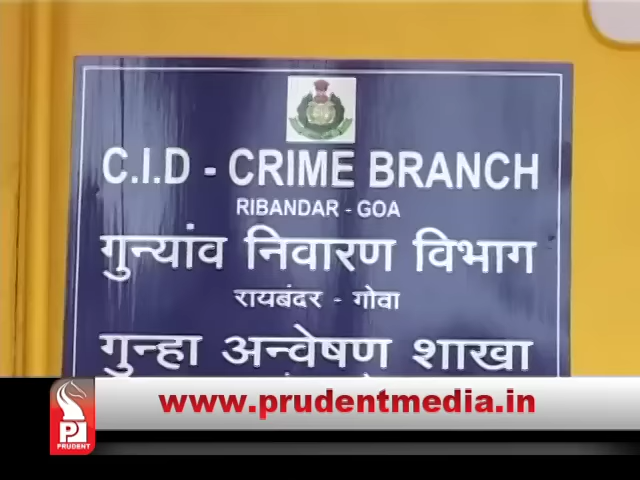 C.I.D - CRIME BRANCH
RIBANDAR - GOA
गुन्यांव निवारण विभाग
रायबंदर - गोवा
गुन्हा अन्वेषण शाखा
www.prudentmedia.in
PRUDENT